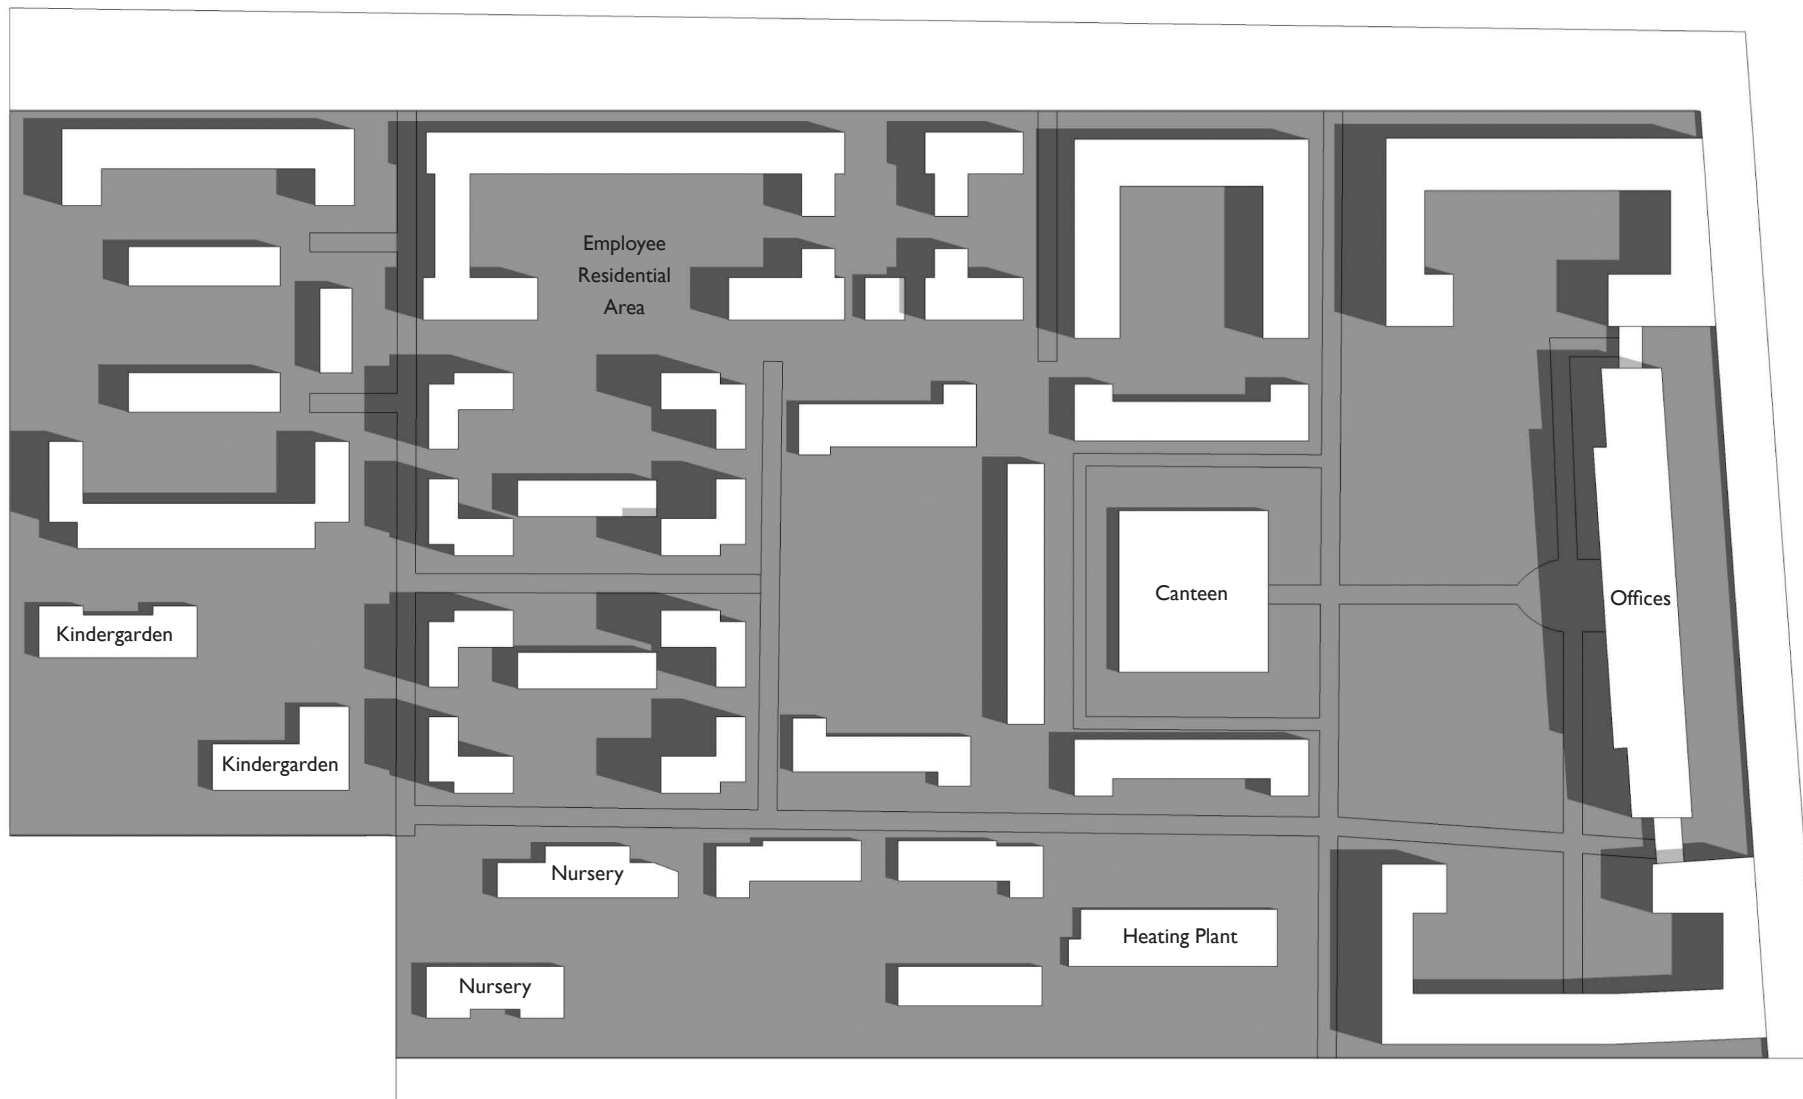 Employee
Residential
Area
Canteen
Offices
Kindergarden
Kindergarden
Nursery
Heating Plant
Nursery